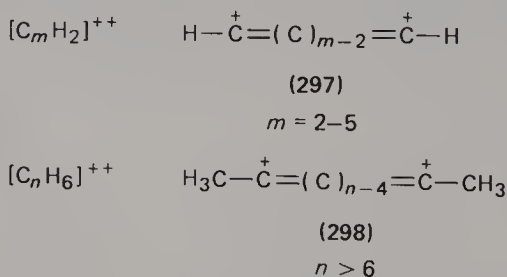 [CₘH₂]⁺⁺ H—C⁺=(C)ₘ₋₂=C⁺—H
(297)
m = 2–5
[CₙH₆]⁺⁺ H₃C—C⁺=(C)ₙ₋₄=C⁺—CH₃
(298)
n > 6